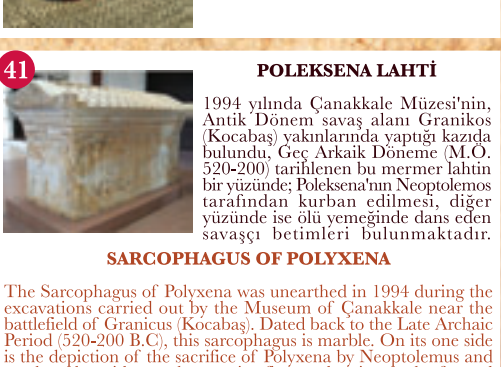 41
POLEKSENA LAHTİ
1994 yılında Çanakkale Müzesi'nin,
Antik Dönem savaş alanı Granikos
(Kocabaş) yakınlarında yaptığı kazıda
bulundu, Geç Arkaik Döneme (M.Ö.
520-200) tarihlenen bu mermer lahtin
bir yüzünde; Poleksena'nın Neoptolemos
tarafından kurban edilmesi, diğer
yüzünde ise ölü yemeğinde dans eden
savaşçı betimleri bulunmaktadır.
SARCOPHAGUS OF POLYXENA
The Sarcophagus of Polyxena was unearthed in 1994 during the
excavations carried out by the Museum of Çanakkale near the
battlefield of Granicus (Kocabaş). Dated back to the Late Archaic
Period (520-200 B.C), this sarcophagus is marble. On its one side
is the depiction of the sacrifice of Polyxena by Neoptolemus and